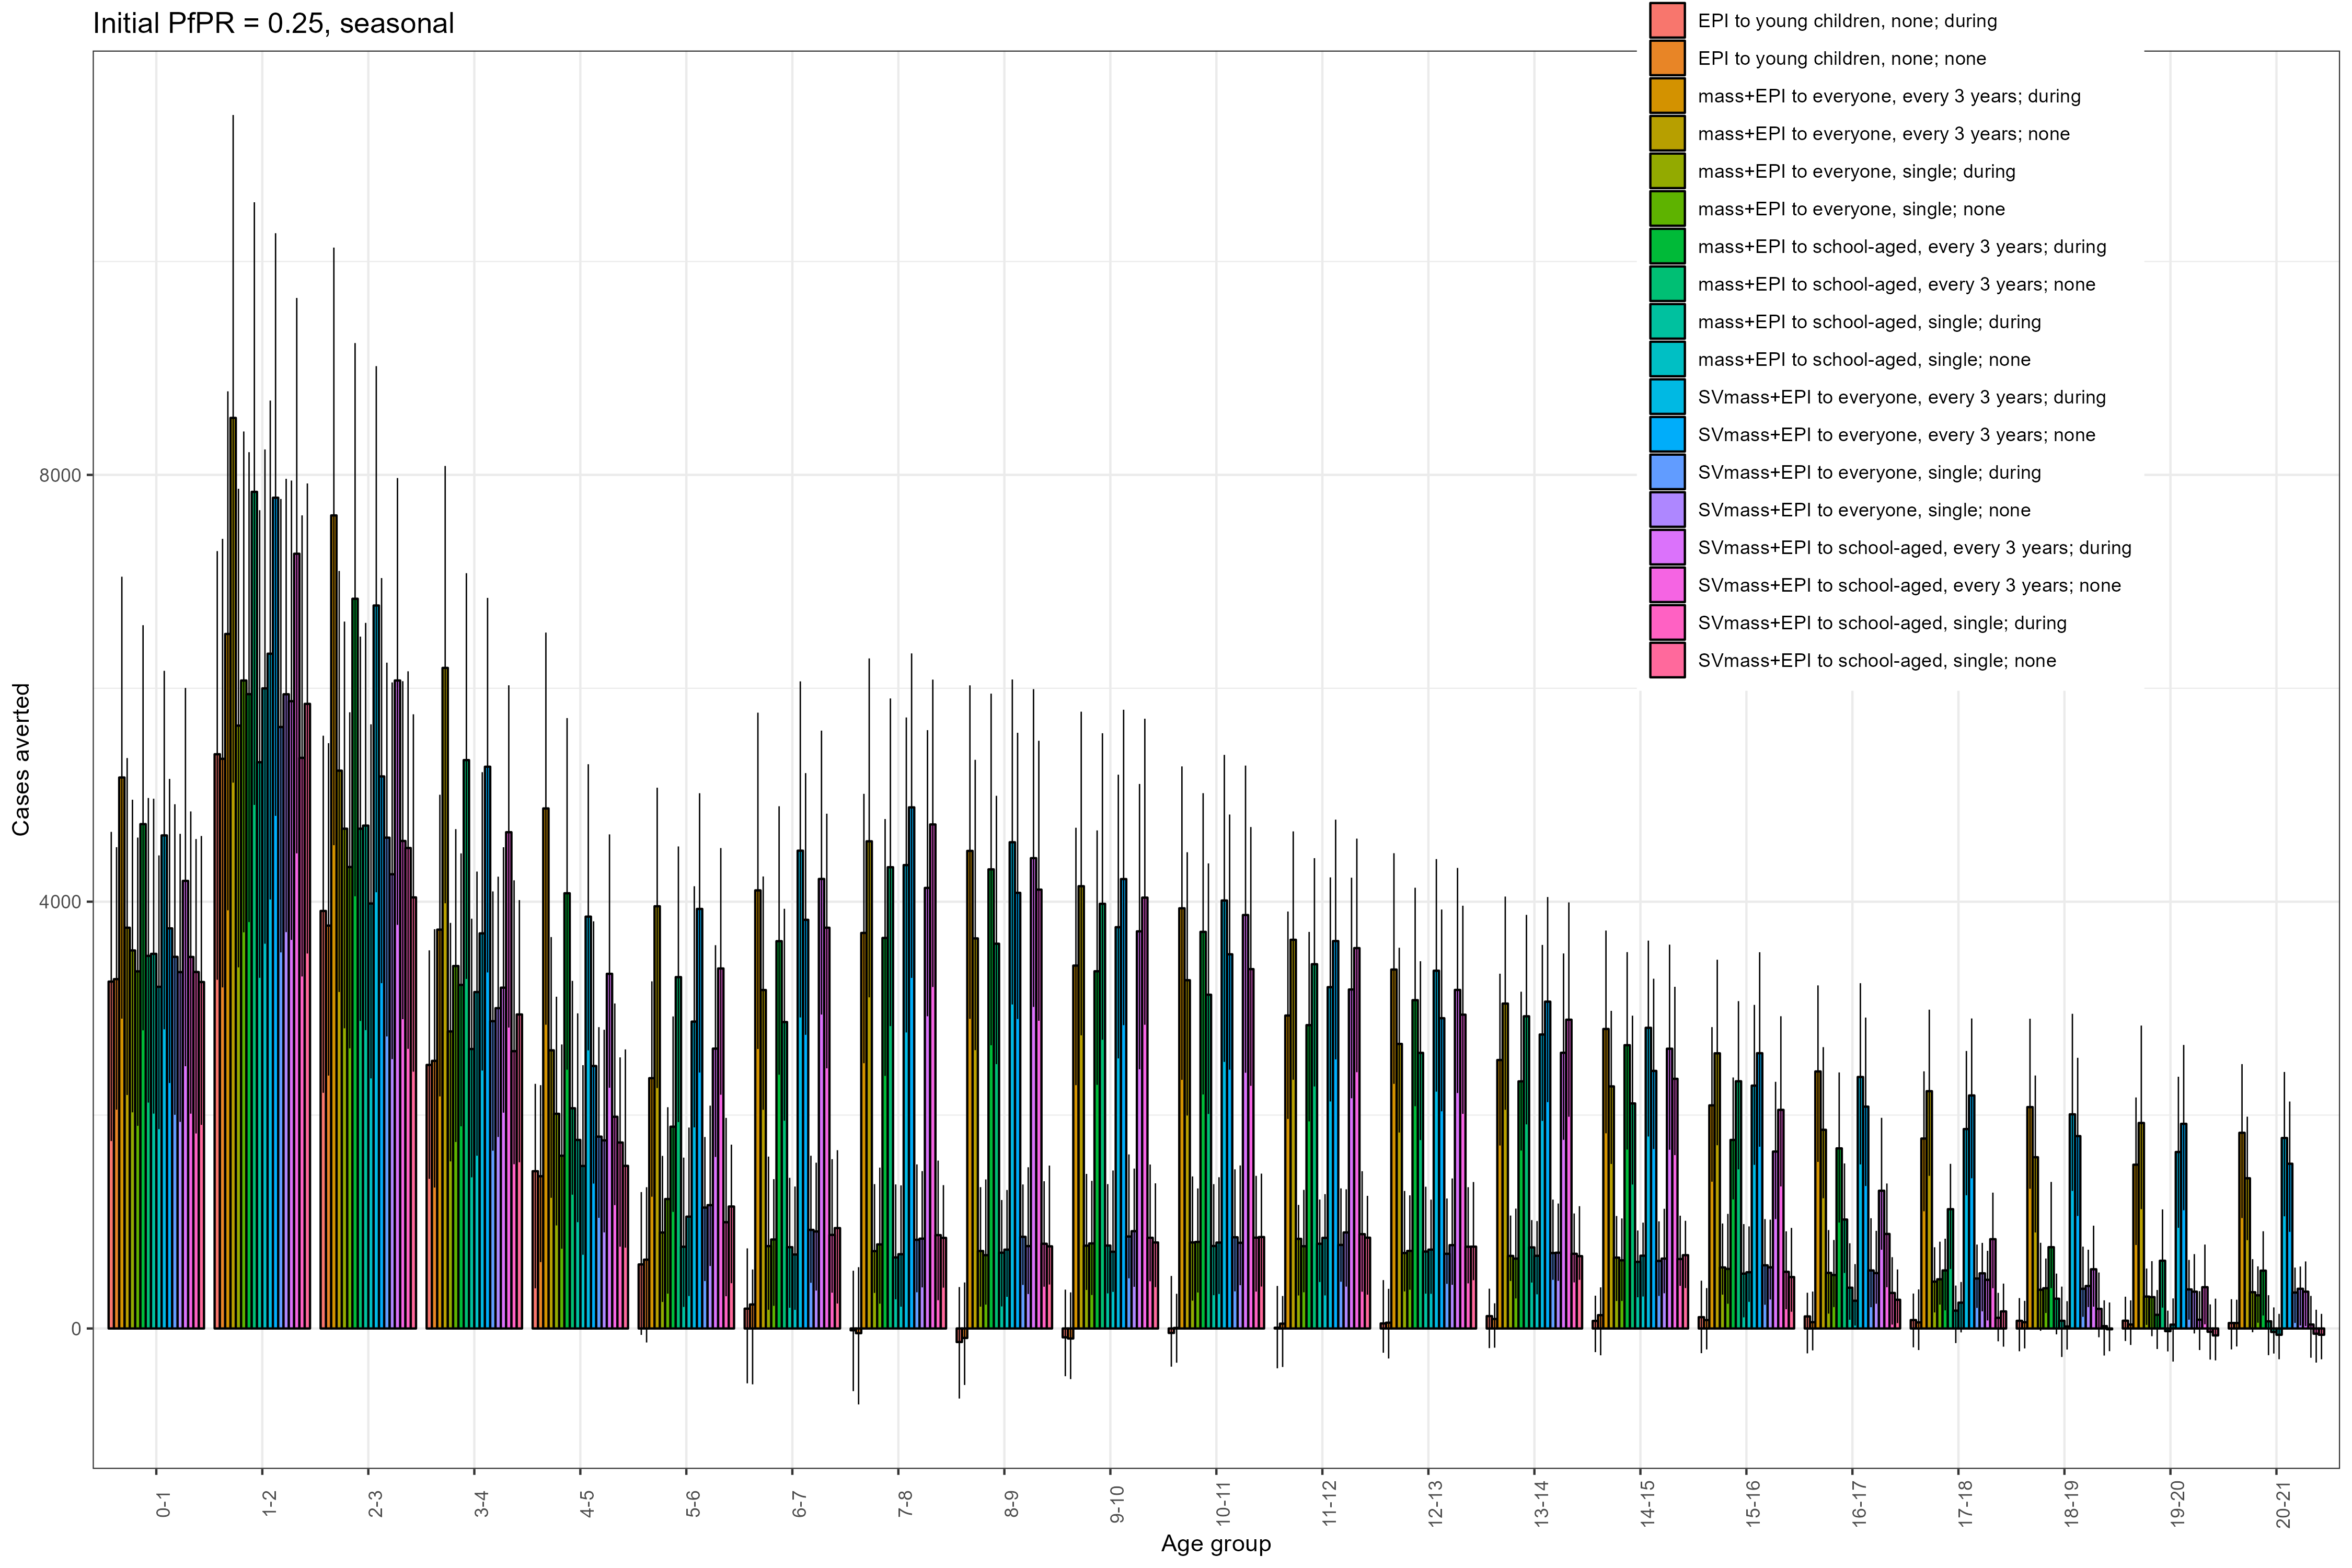 Initial PfPR = 0.25, seasonal
EPI to young children, none; during
EPI to young children, none; none
mass+EPI to everyone, every 3 years; during
mass+EPI to everyone, every 3 years; none
mass+EPI to everyone, single; during
mass+EPI to everyone, single; none
mass+EPI to school-aged, every 3 years; during
mass+EPI to school-aged, every 3 years; none
mass+EPI to school-aged, single; during
mass+EPI to school-aged, single; none
SVmass+EPI to everyone, every 3 years; during
SVmass+EPI to everyone, every 3 years; none
SVmass+EPI to everyone, single; during
SVmass+EPI to everyone, single; none
SVmass+EPI to school-aged, every 3 years; during
SVmass+EPI to school-aged, every 3 years; none
SVmass+EPI to school-aged, single; during
SVmass+EPI to school-aged, single; none
Cases averted
8000
4000
0
0-1
1-2
2-3
3-4
4-5
5-6
6-7
7-8
8-9
9-10
10-11
11-12
12-13
13-14
14-15
15-16
16-17
17-18
18-19
19-20
20-21
Age group